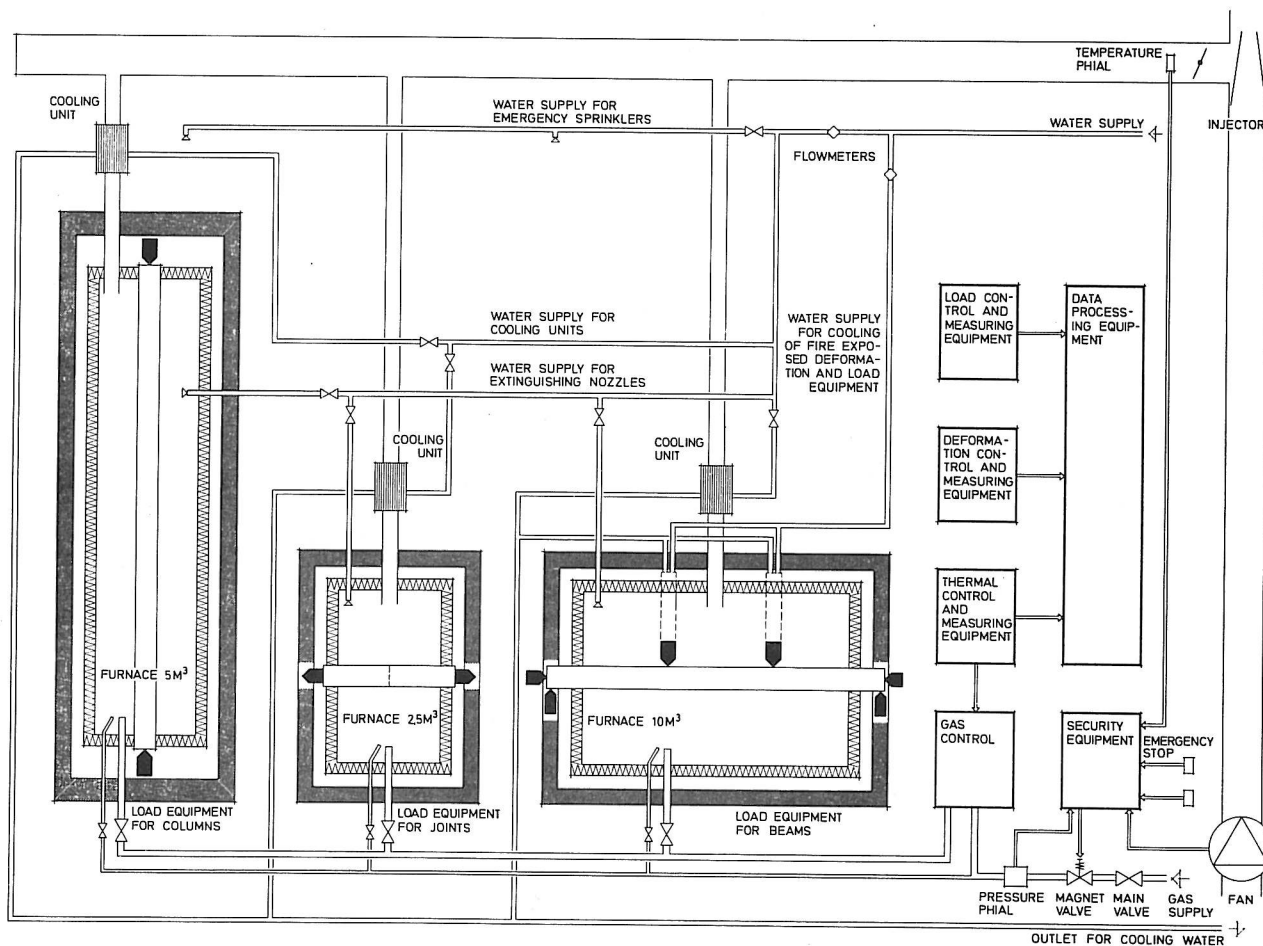 TEMPERATURE
PHIAL
COOLING
UNIT
WATER SUPPLY FOR
EMERGENCY SPRINKLERS
WATER SUPPLY
INJECTOR
FLOWMETERS
LOAD CON-
TROL AND
MEASURING
EQUIPMENT
DATA
PROCESS-
ING EQUIP-
MENT
WATER SUPPLY FOR
COOLING UNITS
WATER SUPPLY
FOR COOLING
OF FIRE EXPO-
SED DEFORMA-
TION AND LOAD
EQUIPMENT
WATER SUPPLY FOR
EXTINGUISHING NOZZLES
COOLING
UNIT
COOLING
UNIT
DEFORMA-
TION CON-
TROL AND
MEASURING
EQUIPMENT
THERMAL
CONTROL
AND
MEASURING
EQUIPMENT
FURNACE 5M³
FURNACE 2,5M³
FURNACE 10M³
GAS
CONTROL
SECURITY
EQUIPMENT
EMERGENCY
STOP
LOAD EQUIPMENT
FOR COLUMNS
LOAD EQUIPMENT
FOR JOINTS
LOAD EQUIPMENT
FOR BEAMS
PRESSURE
PHIAL
MAGNET
VALVE
MAIN
VALVE
GAS
SUPPLY
FAN
OUTLET FOR COOLING WATER